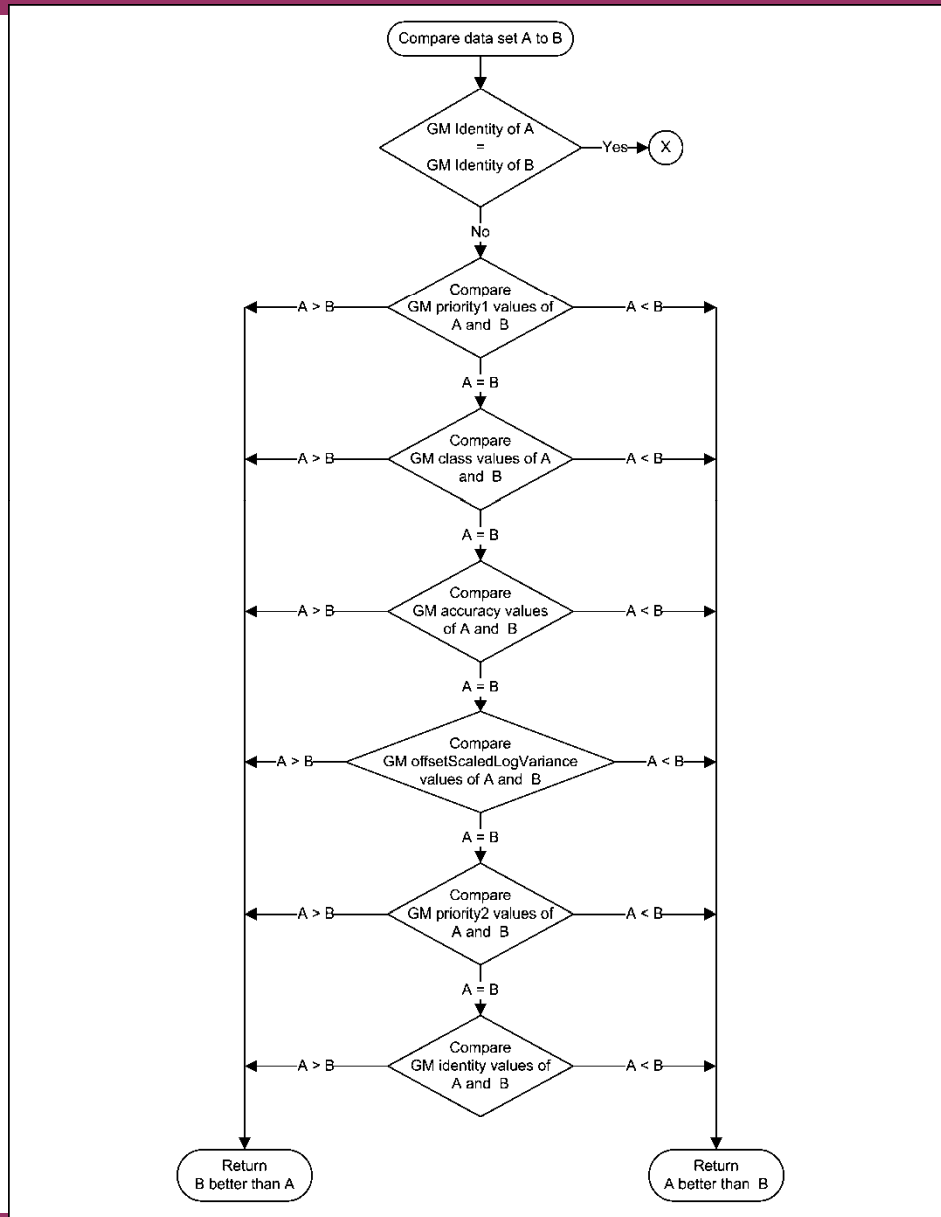 Compare data set A to B
GM Identity of A
=
GM Identity of B
Yes
X
No
Compare
GM priority1 values of
A and B
A > B
A < B
A = B
Compare
GM class values of A
and B
A > B
A < B
A = B
Compare
GM accuracy values
of A and B
A > B
A < B
A = B
Compare
GM offsetScaledLogVariance
values of A and B
A > B
A < B
A = B
Compare
GM priority2 values of
A and B
A > B
A < B
A = B
Compare
GM identity values of
A and B
A > B
A < B
Return
B better than A
Return
A better than B